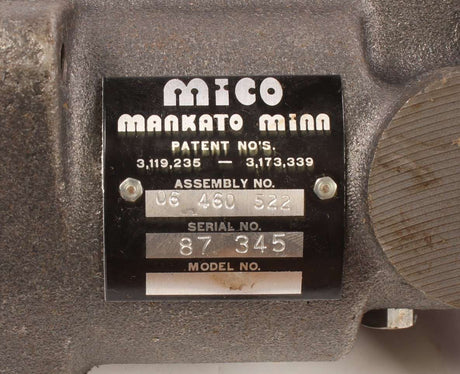 MICO
MANKATO MINN
PATENT NO'S.
3,119,235 — 3,173,339
ASSEMBLY NO.
06 460 522
SERIAL NO.
87 345
MODEL NO.